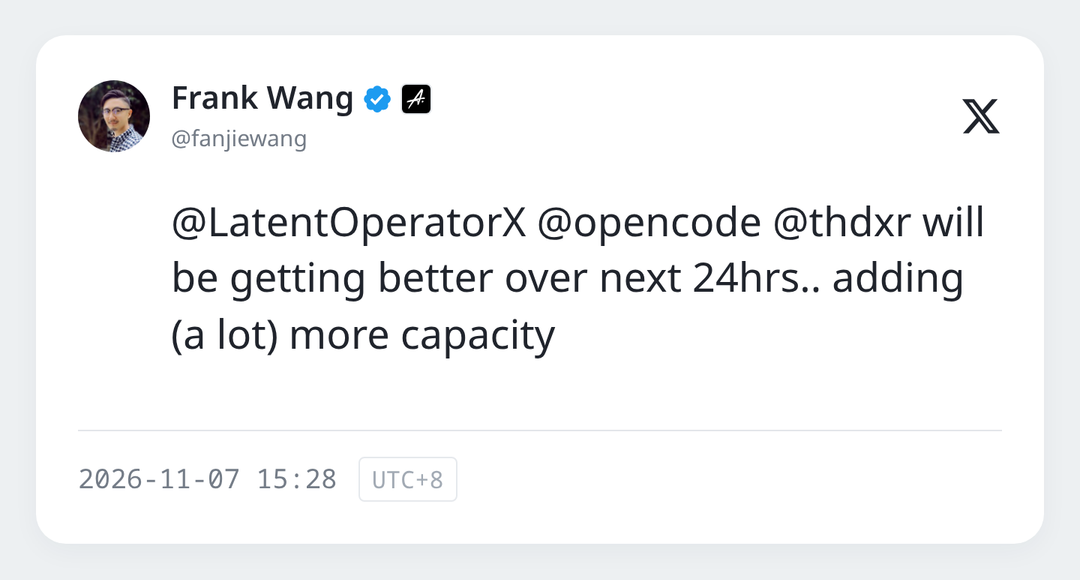 Frank Wang
@fanjiewang
@LatentOperatorX @opencode @thdxr will
be getting better over next 24hrs.. adding
(a lot) more capacity
2026-11-07 15:28 UTC+8